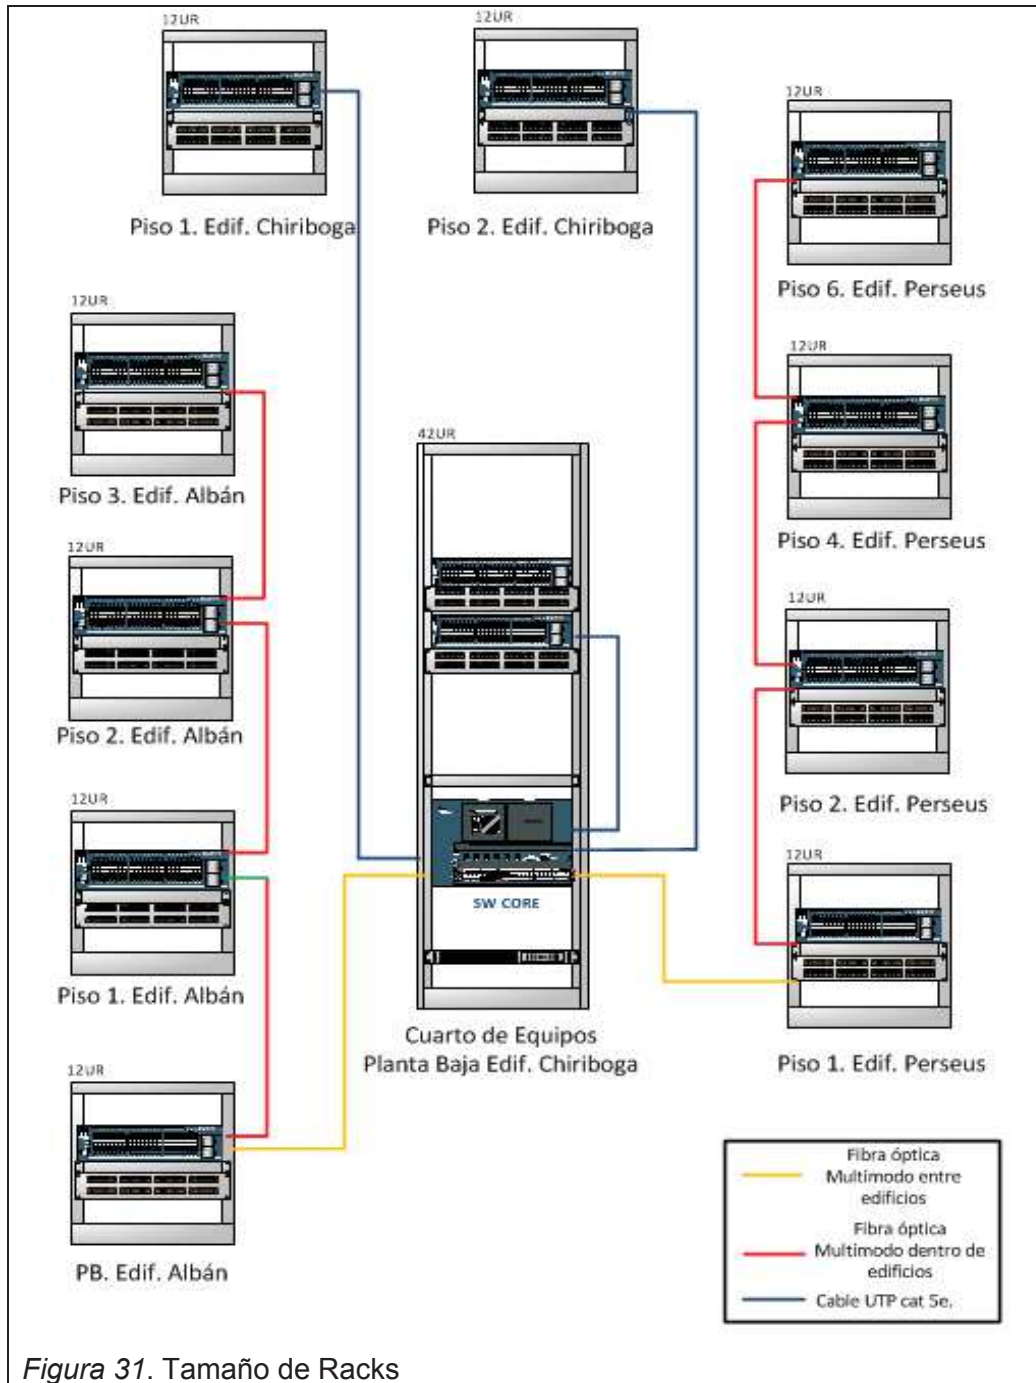 12UR
Piso 1. Edif. Chiriboga
12UR
Piso 2. Edif. Chiriboga
12UR
Piso 6. Edif. Perseus
12UR
Piso 3. Edif. Albán
12UR
Piso 4. Edif. Perseus
42UR
12UR
Piso 2. Edif. Albán
12UR
Piso 2. Edif. Perseus
12UR
Piso 1. Edif. Albán
SW CORE
Cuarto de Equipos
Planta Baja Edif. Chiriboga
12UR
Piso 1. Edif. Perseus
12UR
PB. Edif. Albán
Fibra óptica
Multimodo entre
edificios
Fibra óptica
Multimodo dentro de
edificios
Cable UTP cat 5e.
Figura 31. Tamaño de Racks